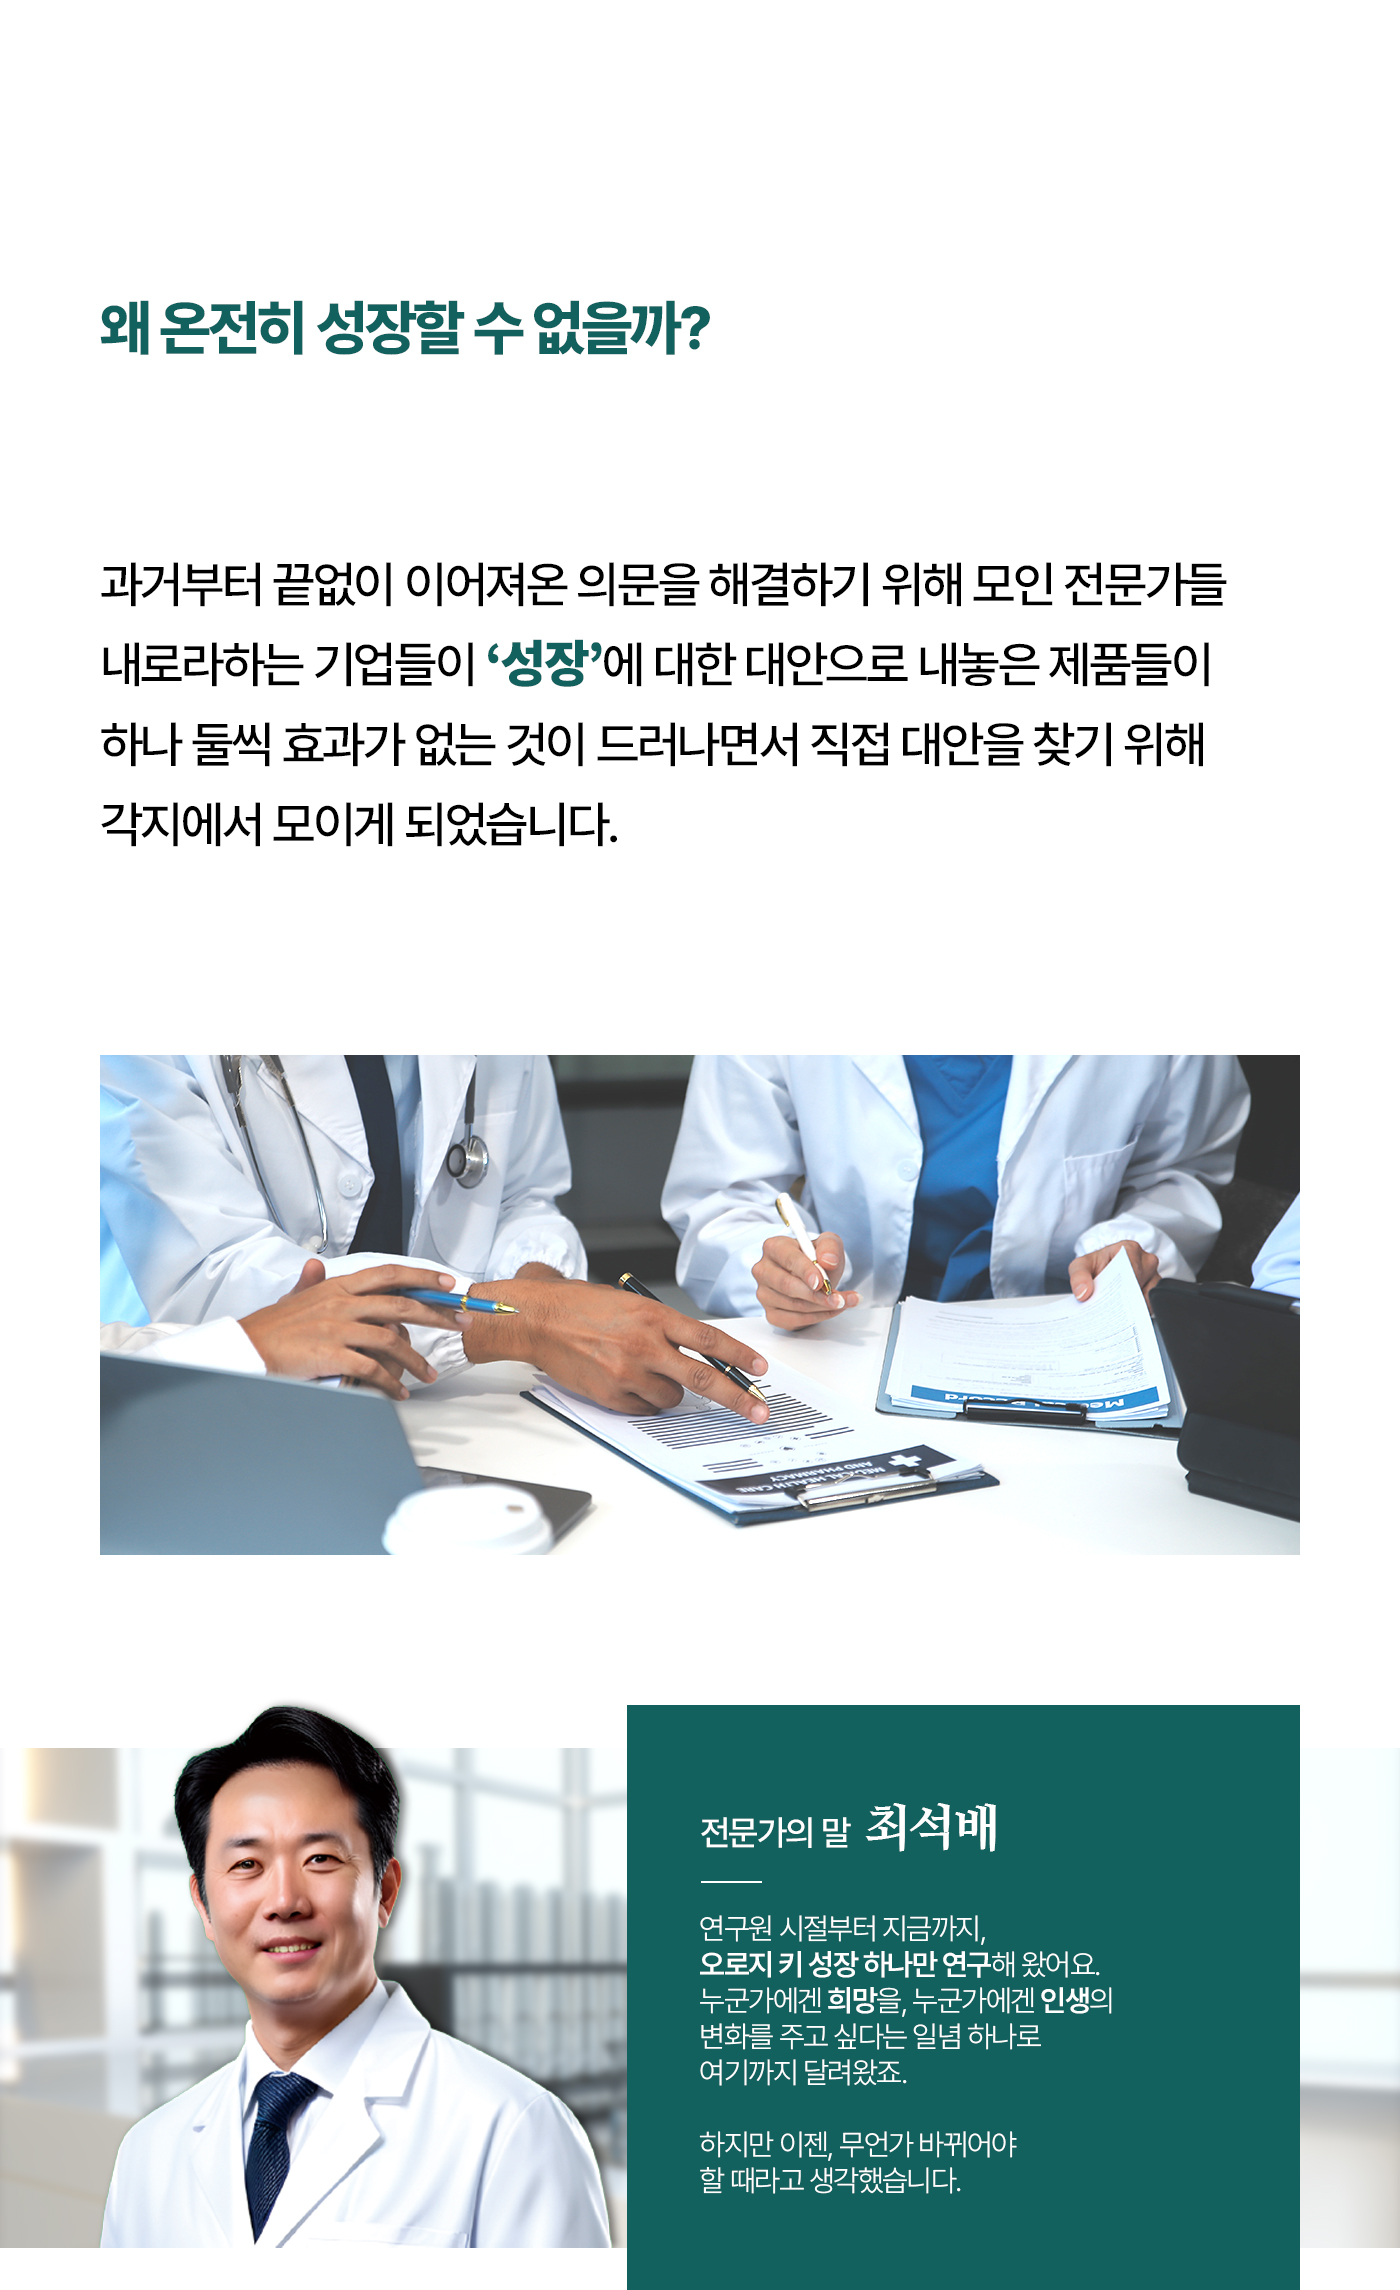 왜 온전히 성장할 수 없을까?
과거부터 끝없이 이어져온 의문을 해결하기 위해 모인 전문가들
내로라하는 기업들이 ‘성장’에 대한 대안으로 내놓은 제품들이
하나 둘씩 효과가 없는 것이 드러나면서 직접 대안을 찾기 위해
각지에서 모이게 되었습니다.
Medical Record
MEDICAL HEALTH CARE
AND PHARMACY
전문가의 말 최석배
연구원 시절부터 지금까지,
오로지 키 성장 하나만 연구해 왔어요.
누군가에겐 희망을, 누군가에겐 인생의
변화를 주고 싶다는 일념 하나로
여기까지 달려왔죠.
하지만 이젠, 무언가 바뀌어야
할 때라고 생각했습니다.